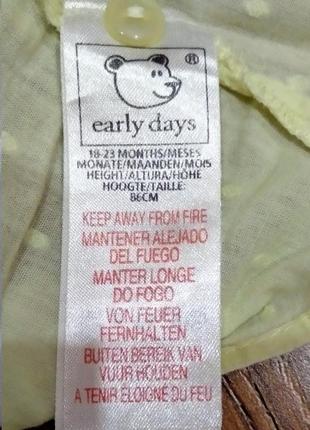 ®
early days
18-23 MONTHS/MESES
MONATE/MAANDEN/MOIS
HEIGHT/ALTURA/HÖHE
HOOGTE/TAILLE:
86CM
KEEP AWAY FROM FIRE
MANTENER ALEJADO
DEL FUEGO
MANTER LONGE
DO FOGO
VON FEUER
FERNHALTEN
BUITEN BEREIK VAN
VUUR HOUDEN
A TENIR ELOIGNE DU FEU